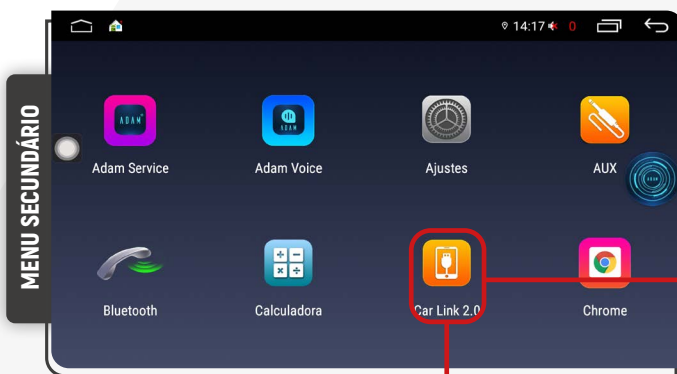 MENU SECUNDÁRIO
14:17 0
ADAM
ADAM
Adam Service
Adam Voice
Ajustes
AUX
ADAM
Bluetooth
Calculadora
Car Link 2.0
Chrome